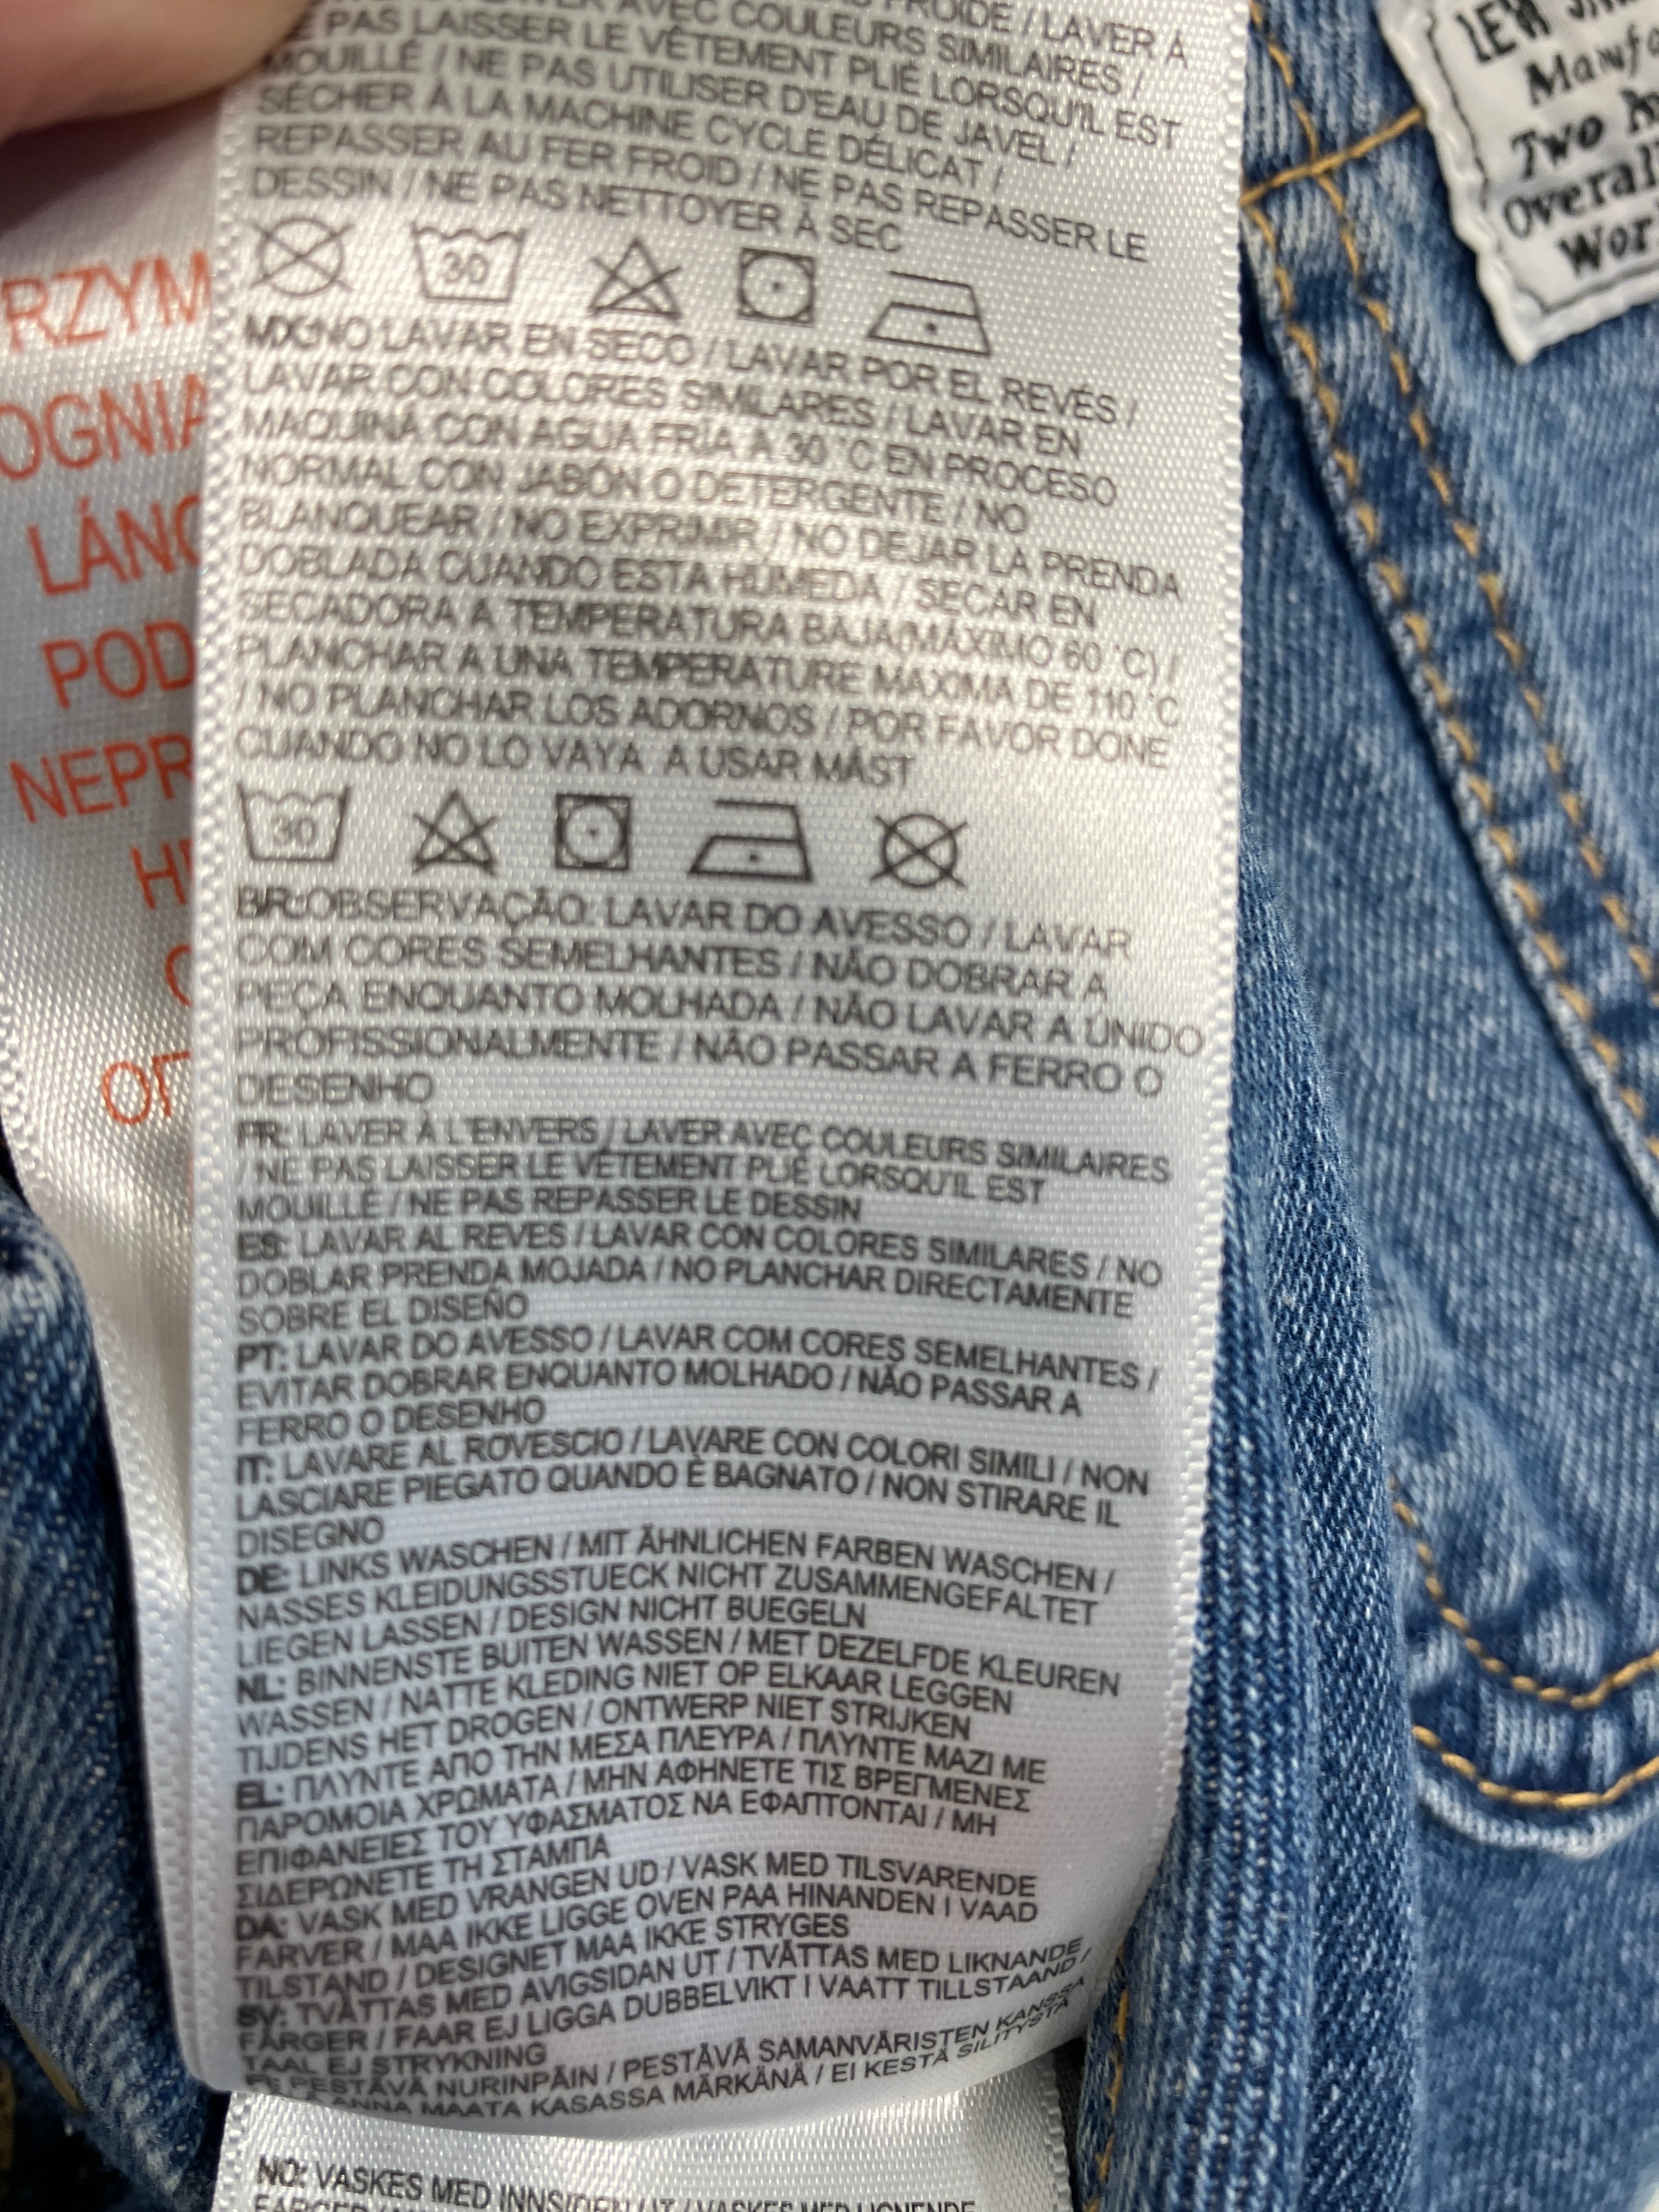 FROIDE / LAVER À
AVEC COULEURS SIMILAIRES /
PAS LAISSER LE VÊTEMENT PLIÉ LORSQU'IL EST
MOUILLÉ / NE PAS UTILISER D'EAU DE JAVEL /
SÉCHER À LA MACHINE CYCLE DÉLICAT /
REPASSER AU FER FROID / NE PAS REPASSER LE
DESSIN / NE PAS NETTOYER À SEC
30
MX:NO LAVAR EN SECO / LAVAR POR EL REVÉS /
LAVAR CON COLORES SIMILARES / LAVAR EN
MAQUINA CON AGUA FRIA A 30 °C EN PROCESO
NORMAL CON JABÓN O DETERGENTE / NO
BLANQUEAR / NO EXPRIMIR / NO DEJAR LA PRENDA
DOBLADA CUANDO ESTA HÚMEDA / SECAR EN
SECADORA A TEMPERATURA BAJA(MÁXIMO 60 °C) /
PLANCHAR A UNA TEMPERATURE MAXIMA DE 110 °C
/ NO PLANCHAR LOS ADORNOS / POR FAVOR DONE
CUANDO NO LO VAYA A USAR MÁST
30
BR:OBSERVAÇÃO: LAVAR DO AVESSO / LAVAR
COM CORES SEMELHANTES / NÃO DOBRAR A
PEÇA ENQUANTO MOLHADA / NÃO LAVAR A ÚNIDO
PROFISSIONALMENTE / NÃO PASSAR A FERRO O
DESENHO
FR: LAVER À L'ENVERS / LAVER AVEC COULEURS SIMILAIRES
/ NE PAS LAISSER LE VÊTEMENT PLIÉ LORSQU'IL EST
MOUILLÉ / NE PAS REPASSER LE DESSIN
ES: LAVAR AL REVES / LAVAR CON COLORES SIMILARES / NO
DOBLAR PRENDA MOJADA / NO PLANCHAR DIRECTAMENTE
SOBRE EL DISEÑO
PT: LAVAR DO AVESSO / LAVAR COM CORES SEMELHANTES /
EVITAR DOBRAR ENQUANTO MOLHADO / NÃO PASSAR A
FERRO O DESENHO
IT: LAVARE AL ROVESCIO / LAVARE CON COLORI SIMILI / NON
LASCIARE PIEGATO QUANDO È BAGNATO / NON STIRARE IL
DISEGNO
DE: LINKS WASCHEN / MIT ÄHNLICHEN FARBEN WASCHEN /
NASSES KLEIDUNGSSTUECK NICHT ZUSAMMENGEFALTET
LIEGEN LASSEN / DESIGN NICHT BUEGELN
NL: BINNENSTE BUITEN WASSEN / MET DEZELFDE KLEUREN
WASSEN / NATTE KLEDING NIET OP ELKAAR LEGGEN
TIJDENS HET DROGEN / ONTWERP NIET STRIJKEN
EL: ΠΛΥΝΤΕ ΑΠΟ ΤΗΝ ΜΕΣΑ ΠΛΕΥΡΑ / ΠΛΥΝΤΕ ΜΑΖΙ ΜΕ
ΠΑΡΟΜΟΙΑ ΧΡΩΜΑΤΑ / ΜΗΝ ΑΦΗΝΕΤΕ ΤΙΣ ΒΡΕΓΜΕΝΕΣ
ΕΠΙΦΑΝΕΙΕΣ ΤΟΥ ΥΦΑΣΜΑΤΟΣ ΝΑ ΕΦΑΠΤΟΝΤΑΙ / ΜΗ
ΣΙΔΕΡΩΝΕΤΕ ΤΗ ΣΤΑΜΠΑ
DA: VASK MED VRANGEN UD / VASK MED TILSVARENDE
FARVER / MAA IKKE LIGGE OVEN PAA HINANDEN I VAAD
TILSTAND / DESIGNET MAA IKKE STRYGES
SV: TVÄTTAS MED AVIGSIDAN UT / TVÄTTAS MED LIKNANDE
FÄRGER / FAAR EJ LIGGA DUBBELVIKT I VAATT TILLSTAAND /
TAAL EJ STRYKNING
PESTÄVÄ NURINPÄIN / PESTÄVÄ SAMANVÄRISTEN KANSSA
MAATA KASASSA MÄRKÄNÄ / EI KESTÄ SILITYSTÄ
NO: VASKES MED INNSIDEN UT / VASKES MED LIGNENDE
RZYM
OGNIA
LÁNG
POD
NEPR
Two
Overall
Wor